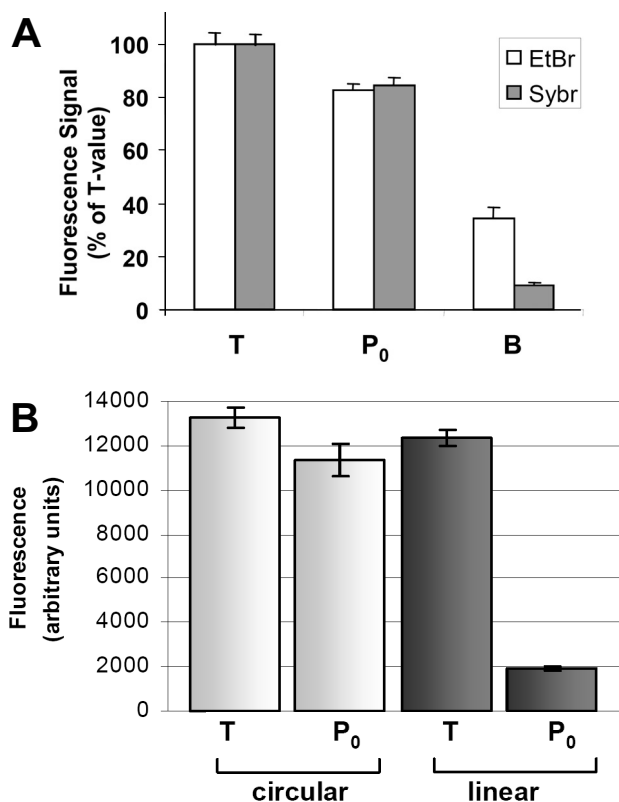 A
Fluorescence Signal
(% of T-value)
100
80
60
40
20
0
EtBr
Sybr
T P₀ B
B
Fluorescence
(arbitrary units)
14000
12000
10000
8000
6000
4000
2000
0
T P₀ T P₀
circular linear